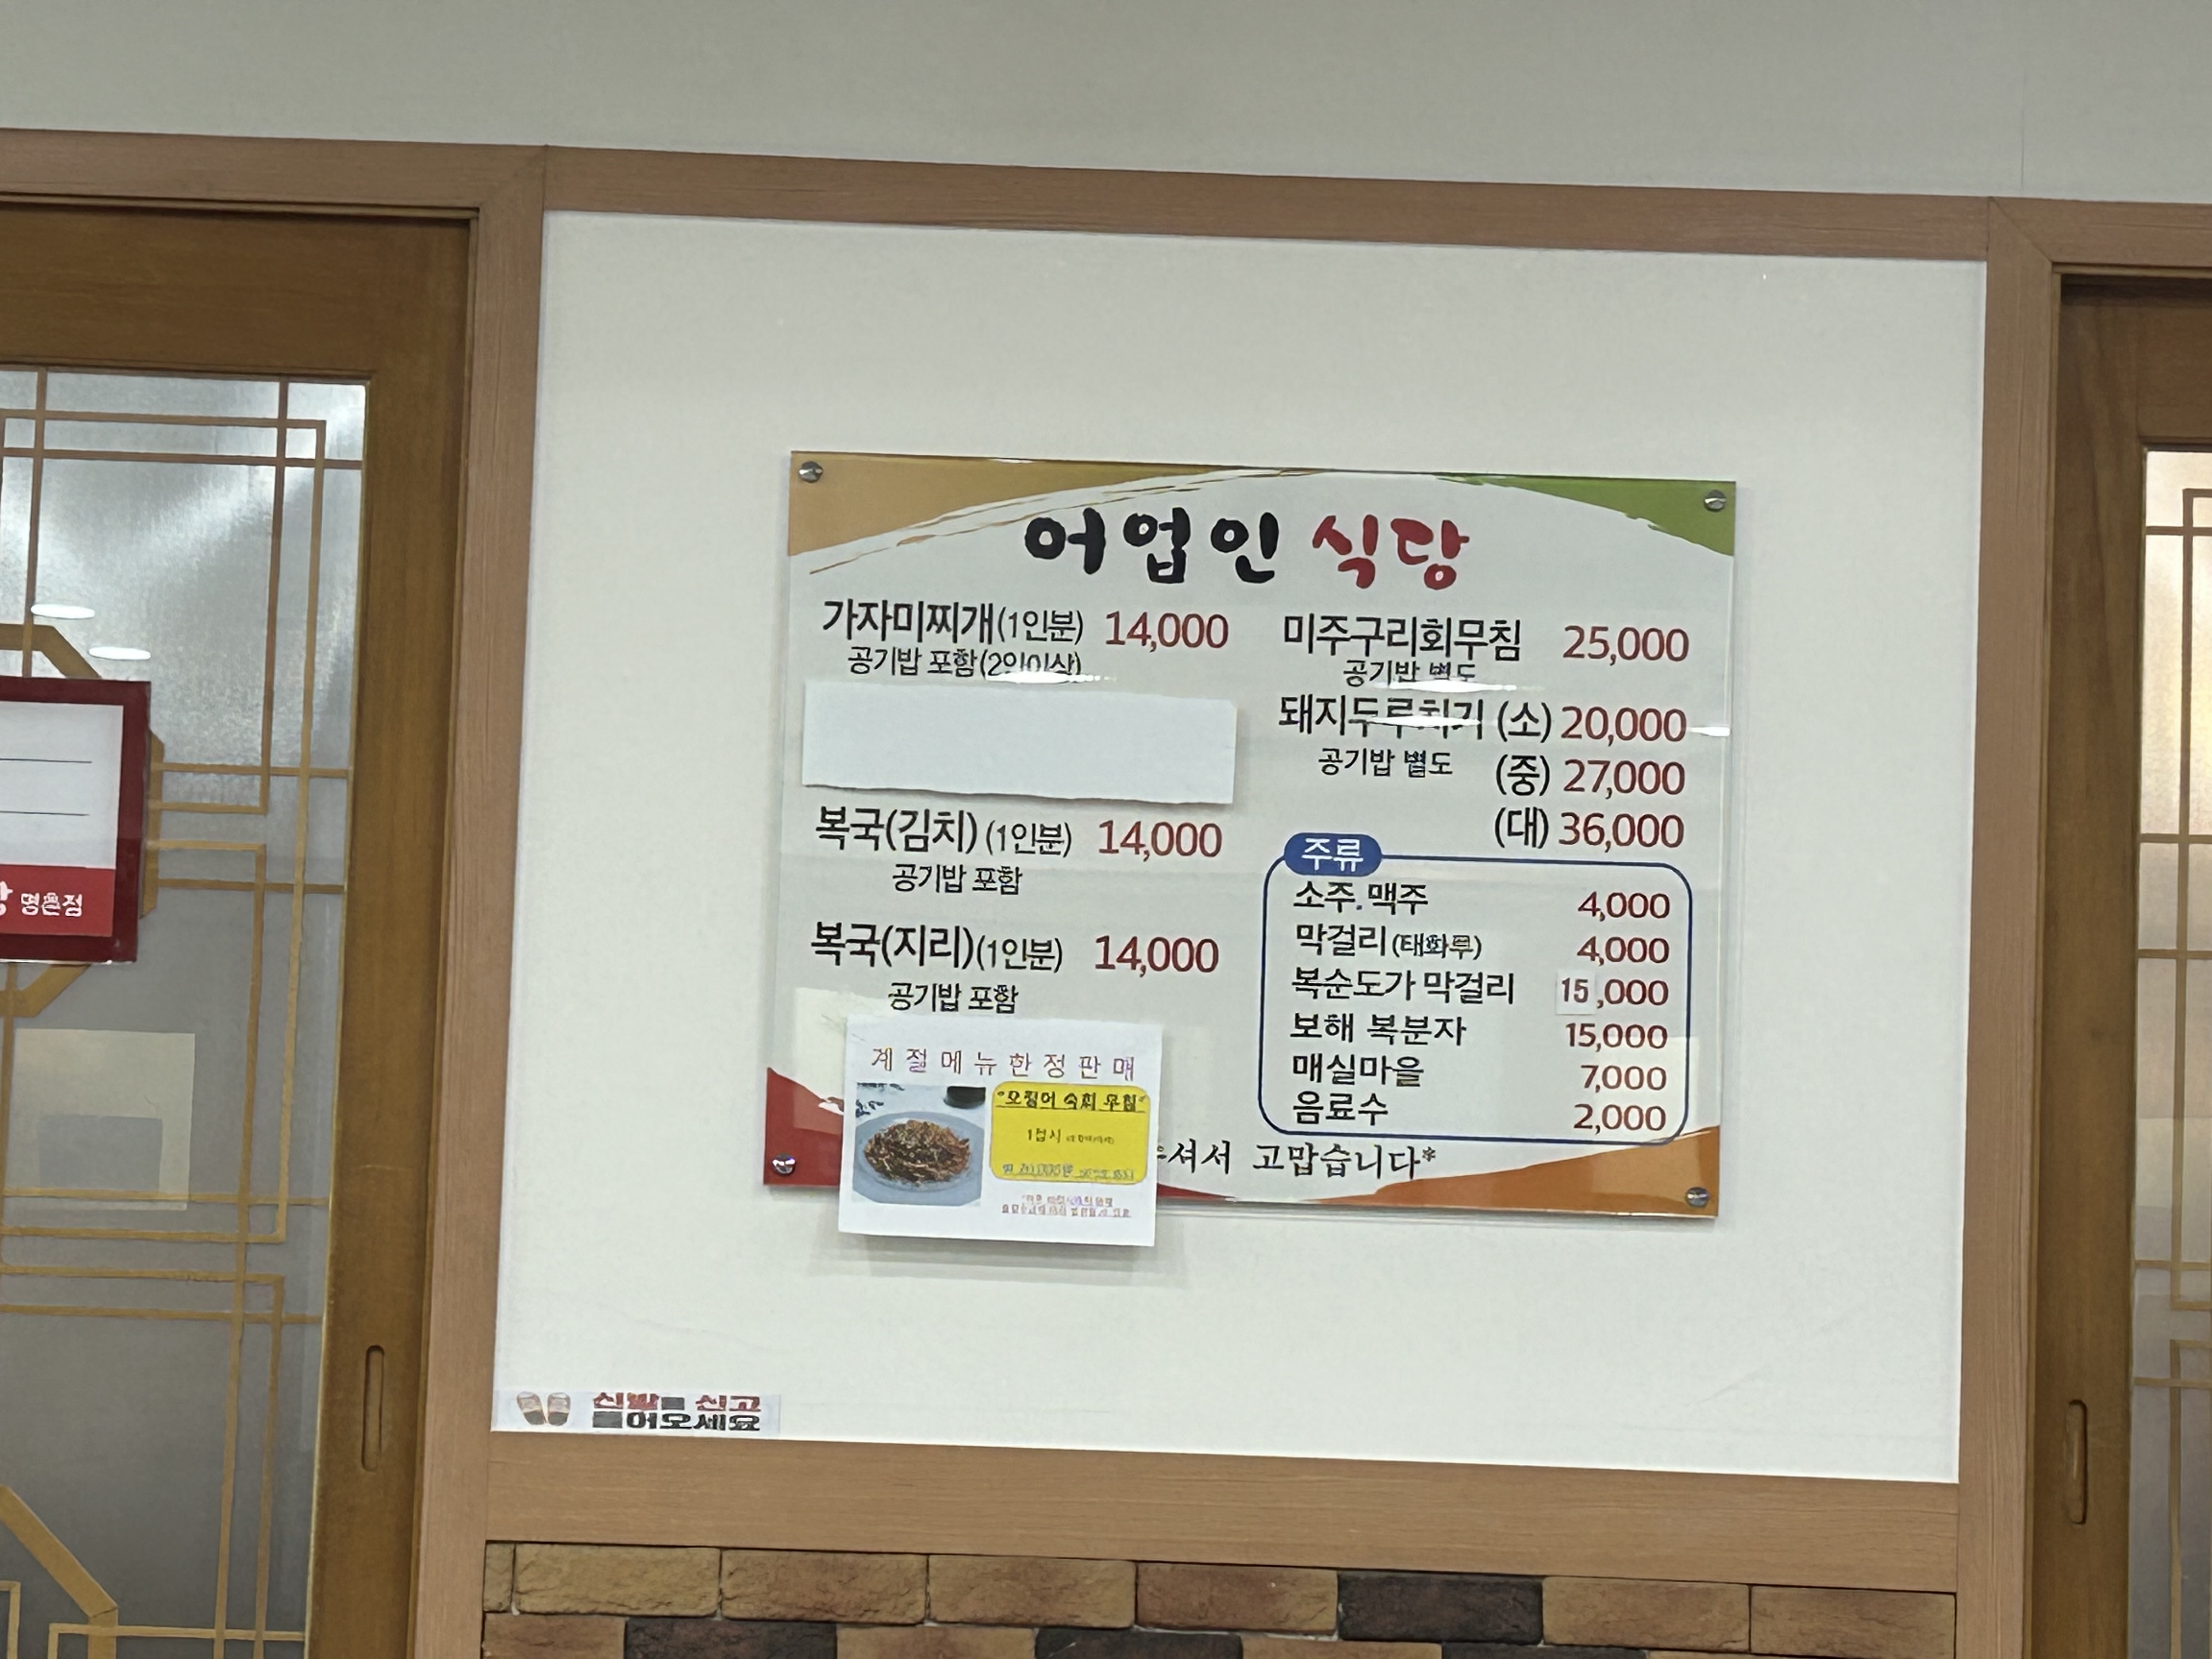 어업인 식당
가자미찌개(1인분) 14,000
공기밥 포함(2인이상)
복국(김치) (1인분) 14,000
공기밥 포함
복국(지리)(1인분) 14,000
공기밥 포함
미주구리회무침 25,000
공기밥 별도
돼지두루치기 (소) 20,000
공기밥 별도 (중) 27,000
(대) 36,000
주류
소주.맥주 4,000
막걸리(태화루) 4,000
복순도가 막걸리 15,000
보해 복분자 15,000
매실마을 7,000
음료수 2,000
셔서 고맙습니다*
계절메뉴한정판매
"오징어 숙회 무침"
1접시
명촌점
신발을 신고
들어오세요